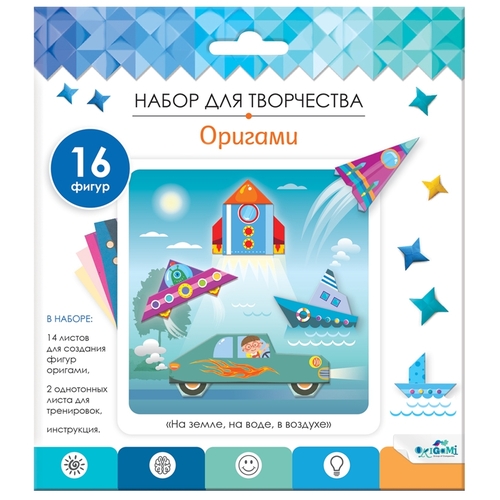 НАБОР ДЛЯ ТВОРЧЕСТВА
Оригами
16
фигур
В НАБОРЕ:
14 листов
для создания
фигур
оригами,
2 однотонных
листа для
тренировок,
инструкция.
«На земле, на воде, в воздухе»
ORIGAMI